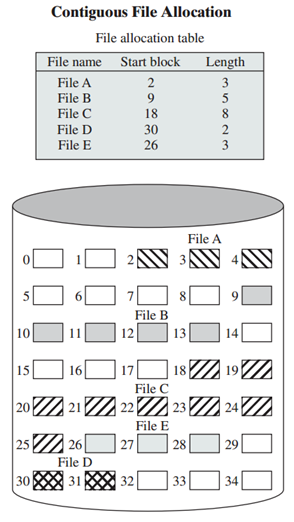 Contiguous File Allocation
File allocation table
File name Start block Length
File A 2 3
File B 9 5
File C 18 8
File D 30 2
File E 26 3
File A
0 1 2 3 4
5 6 7 8 9
File B
10 11 12 13 14
15 16 17 18 19
File C
20 21 22 23 24
File E
25 26 27 28 29
File D
30 31 32 33 34